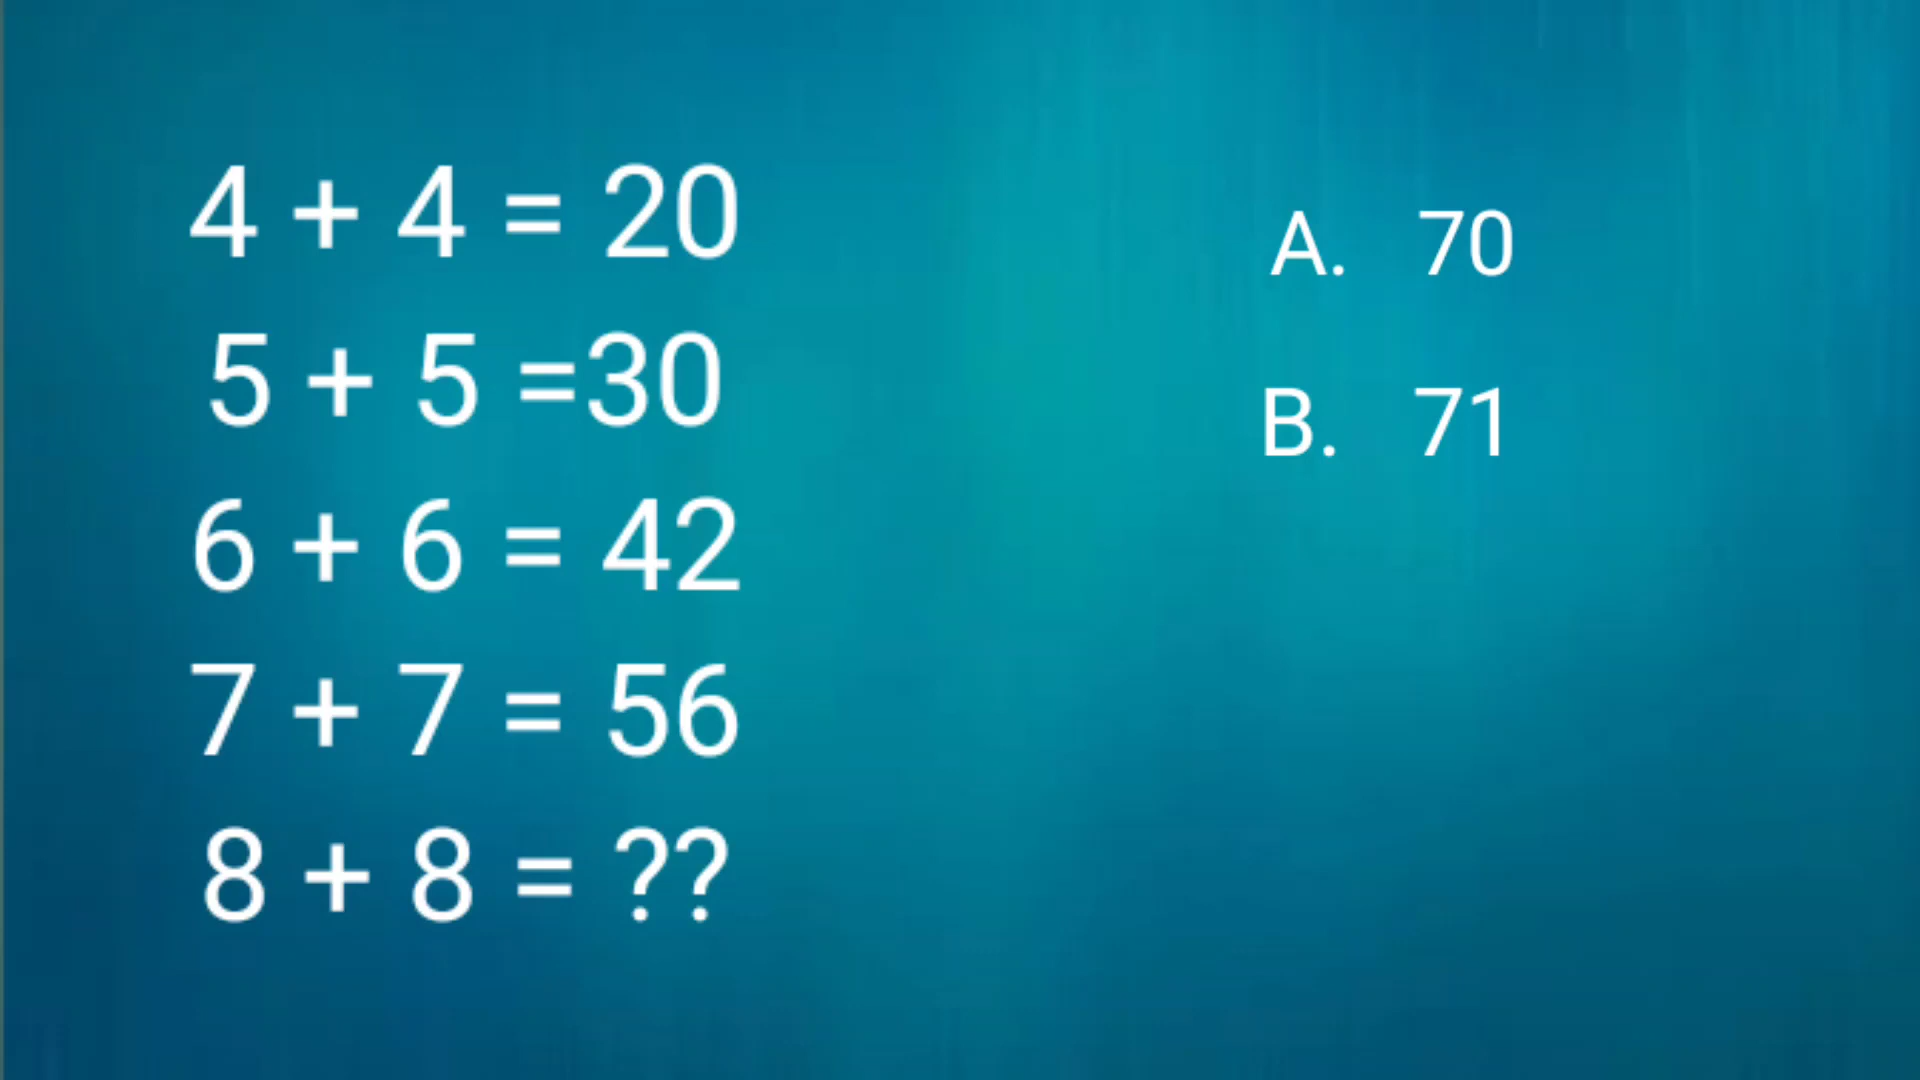 4 + 4 = 20
5 + 5 =30
6 + 6 = 42
7 + 7 = 56
8 + 8 = ??
A. 70
B. 71